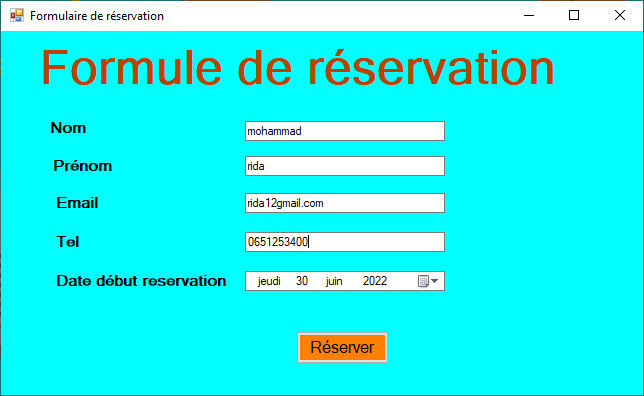 Formulaire de réservation
Formule de réservation
Nom mohammad
Prénom rida
Email rida12gmail.com
Tel 0651253400
Date début reservation jeudi 30 juin 2022
Réserver